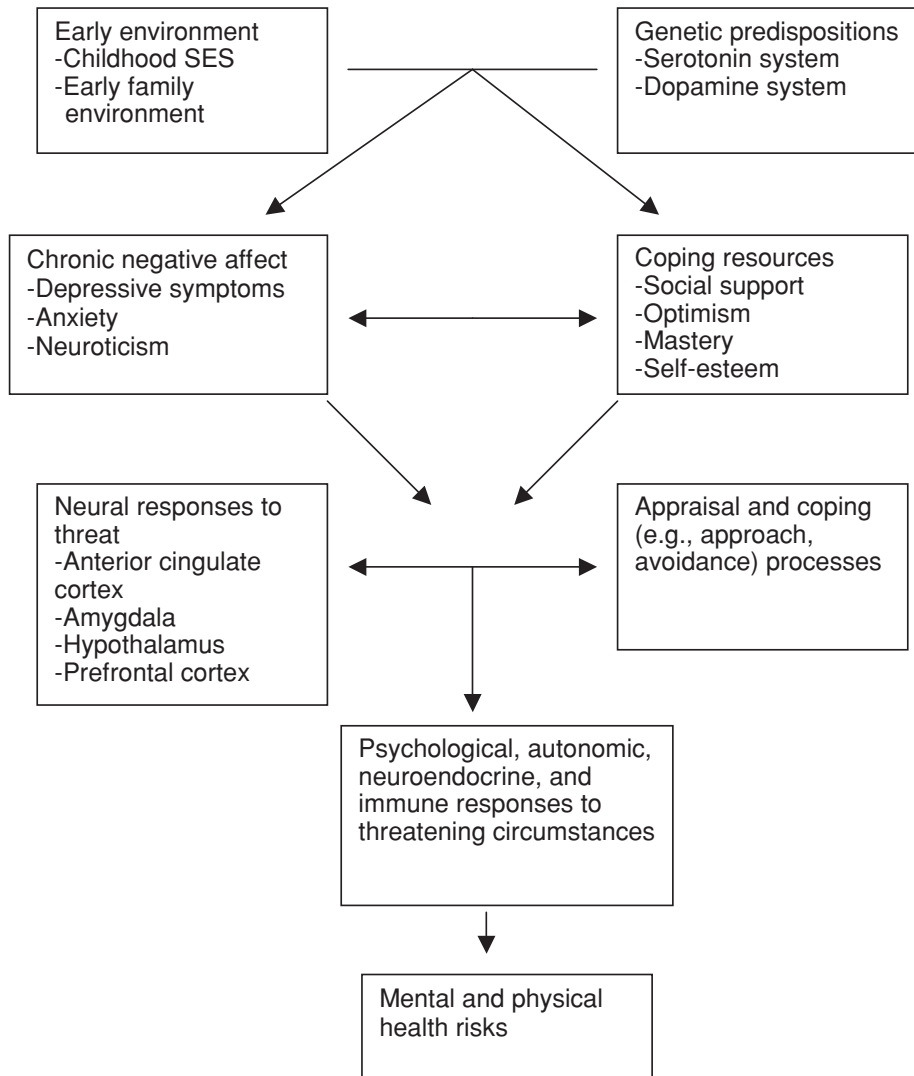 Early environment
-Childhood SES
-Early family
environment
Genetic predispositions
-Serotonin system
-Dopamine system
Chronic negative affect
-Depressive symptoms
-Anxiety
-Neuroticism
Coping resources
-Social support
-Optimism
-Mastery
-Self-esteem
Neural responses to
threat
-Anterior cingulate
cortex
-Amygdala
-Hypothalamus
-Prefrontal cortex
Appraisal and coping
(e.g., approach,
avoidance) processes
Psychological, autonomic,
neuroendocrine, and
immune responses to
threatening circumstances
Mental and physical
health risks